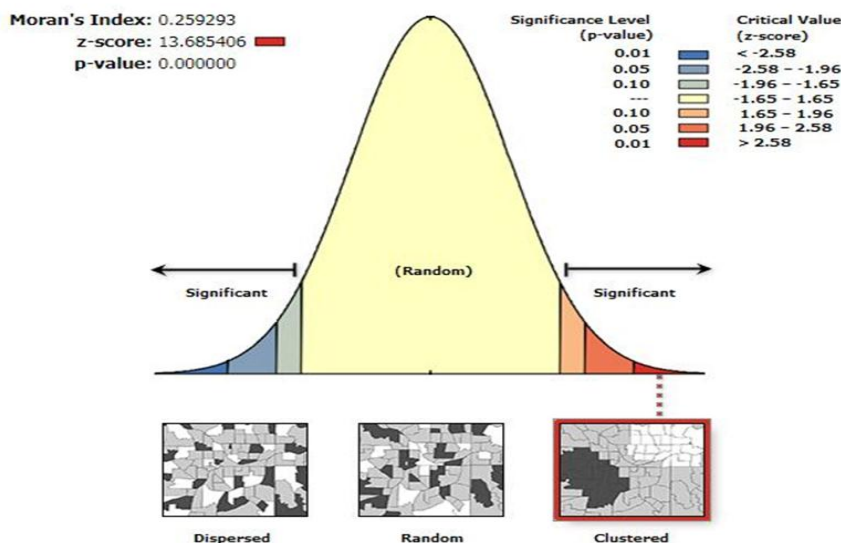 Moran's Index: 0.259293
z-score: 13.685406
p-value: 0.000000
Significance Level
(p-value)
Critical Value
(z-score)
0.01 < -2.58
0.05 -2.58 – -1.96
0.10 -1.96 – -1.65
--- -1.65 – 1.65
0.10 1.65 – 1.96
0.05 1.96 – 2.58
0.01 > 2.58
Significant
(Random)
Significant
Dispersed
Random
Clustered